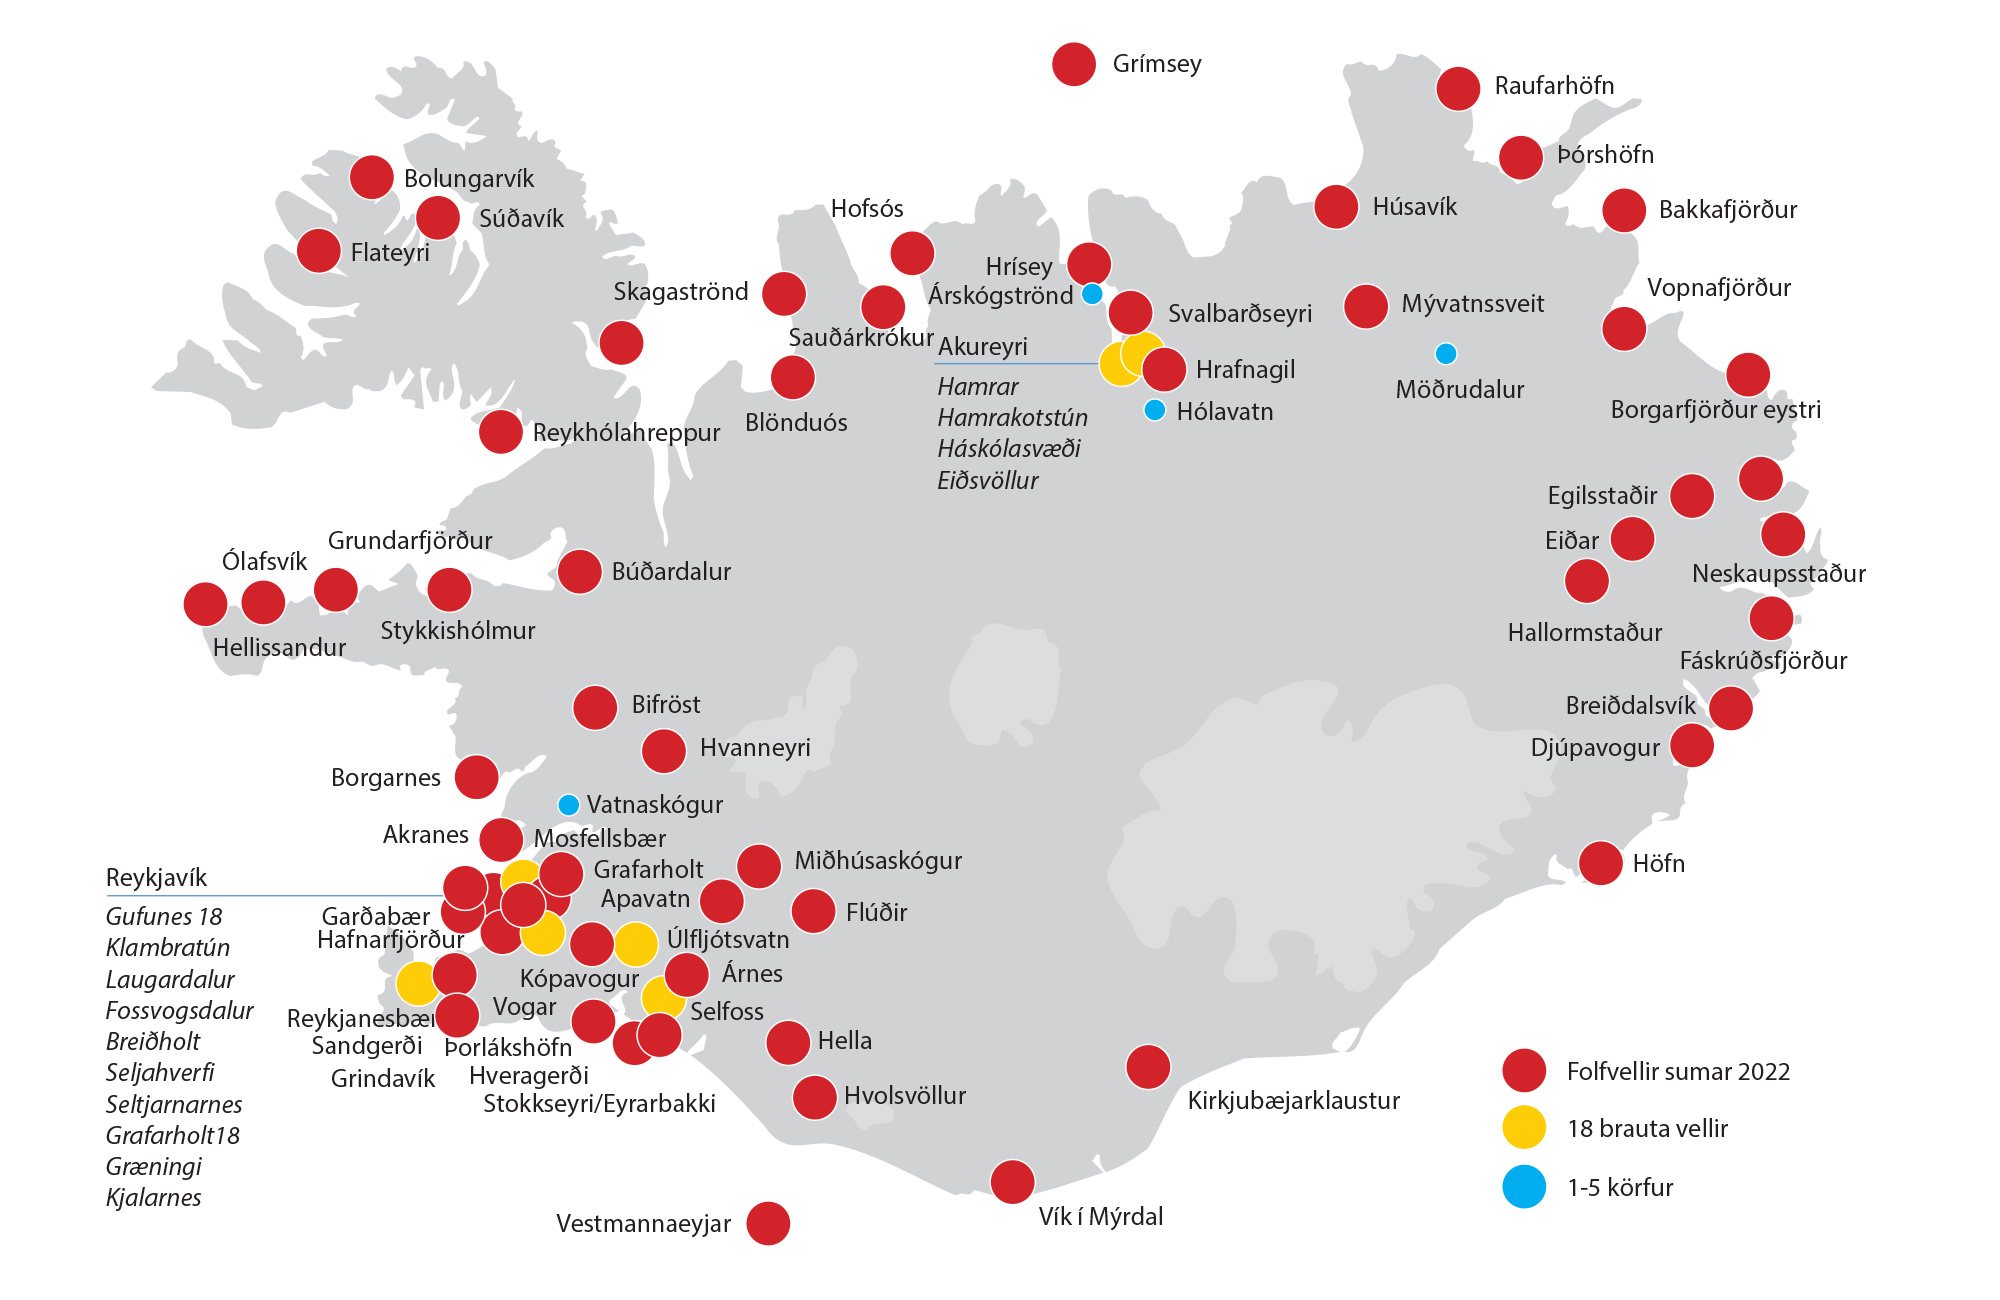 Grímsey
Raufarhöfn
Þórshöfn
Bolungarvík
Súðavík
Hofsós
Húsavík
Bakkafjörður
Flateyri
Hrísey
Skagaströnd
Árskógströnd
Vopnafjörður
Mývatnssveit
Svalbarðseyri
Sauðárkrókur
Akureyri
Hrafnagil
Hamrar
Möðrudalur
Borgarfjörður eystri
Hólavatn
Hamrakotstún
Blönduós
Reykhólahreppur
Háskólasvæði
Eiðsvöllur
Egilsstaðir
Grundarfjörður
Eiðar
Ólafsvík
Búðardalur
Neskaupsstaður
Stykkishólmur
Hallormstaður
Hellissandur
Fáskrúðsfjörður
Bifröst
Breiðdalsvík
Hvanneyri
Djúpavogur
Borgarnes
Vatnaskógur
Akranes
Mosfellsbær
Miðhúsaskógur
Höfn
Grafarholt
Reykjavík
Apavatn
Flúðir
Gufunes 18
Garðabær
Hafnarfjörður
Úlfljótsvatn
Klambratún
Laugardalur
Kópavogur
Árnes
Fossvogsdalur
Vogar
Selfoss
Reykjanesbær
Breiðholt
Hella
Sandgerði
Þorlákshöfn
Seljahverfi
Grindavík
Hveragerði
Folfvellir sumar 2022
Hvolsvöllur
Seltjarnarnes
Stokkseyri/Eyrarbakki
Kirkjubæjarklaustur
Grafarholt18
18 brauta vellir
Græningi
1-5 körfur
Kjalarnes
Vestmannaeyjar
Vík í Mýrdal